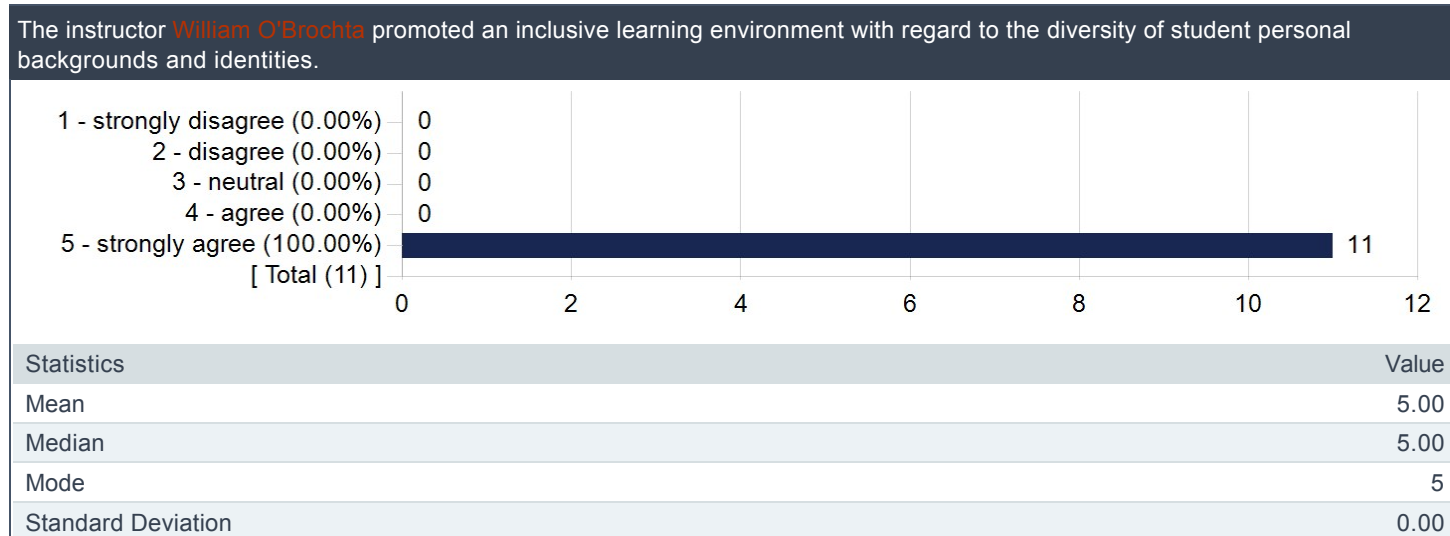 The instructor William O'Brochta promoted an inclusive learning environment with regard to the diversity of student personal
backgrounds and identities.
1 - strongly disagree (0.00%) 0
2 - disagree (0.00%) 0
3 - neutral (0.00%) 0
4 - agree (0.00%) 0
5 - strongly agree (100.00%) 11
[ Total (11) ]
0 2 4 6 8 10 12
Statistics Value
Mean 5.00
Median 5.00
Mode 5
Standard Deviation 0.00